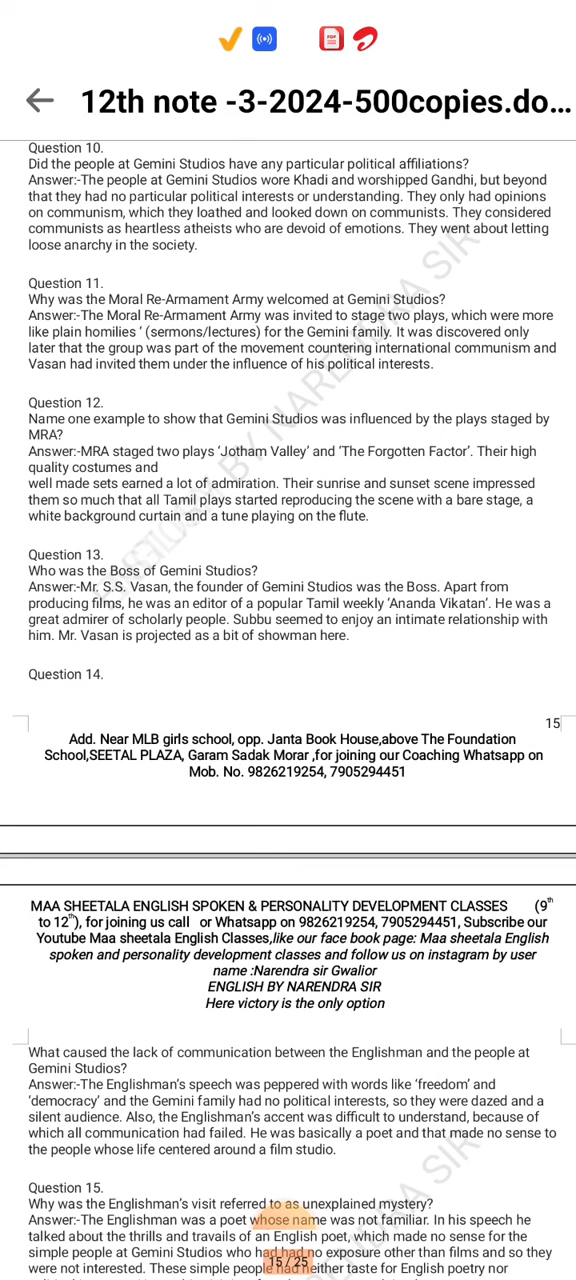 12th note -3-2024-500copies.do...
Question 10.
Did the people at Gemini Studios have any particular political affiliations?
Answer:-The people at Gemini Studios wore Khadi and worshipped Gandhi, but beyond
that they had no particular political interests or understanding. They only had opinions
on communism, which they loathed and looked down on communists. They considered
communists as heartless atheists who are devoid of emotions. They went about letting
loose anarchy in the society.
Question 11.
Why was the Moral Re-Armament Army welcomed at Gemini Studios?
Answer:-The Moral Re-Armament Army was invited to stage two plays, which were more
like plain homilies ‘ (sermons/lectures) for the Gemini family. It was discovered only
later that the group was part of the movement countering international communism and
Vasan had invited them under the influence of his political interests.
Question 12.
Name one example to show that Gemini Studios was influenced by the plays staged by
MRA?
Answer:-MRA staged two plays ‘Jotham Valley’ and ‘The Forgotten Factor’. Their high
quality costumes and
well made sets earned a lot of admiration. Their sunrise and sunset scene impressed
them so much that all Tamil plays started reproducing the scene with a bare stage, a
white background curtain and a tune playing on the flute.
Question 13.
Who was the Boss of Gemini Studios?
Answer:-Mr. S.S. Vasan, the founder of Gemini Studios was the Boss. Apart from
producing films, he was an editor of a popular Tamil weekly ‘Ananda Vikatan’. He was a
great admirer of scholarly people. Subbu seemed to enjoy an intimate relationship with
him. Mr. Vasan is projected as a bit of showman here.
Question 14.
15
Add. Near MLB girls school, opp. Janta Book House,above The Foundation
School,SEETAL PLAZA, Garam Sadak Morar ,for joining our Coaching Whatsapp on
Mob. No. 9826219254, 7905294451
MAA SHEETALA ENGLISH SPOKEN & PERSONALITY DEVELOPMENT CLASSES (9th
to 12th), for joining us call or Whatsapp on 9826219254, 7905294451, Subscribe our
Youtube Maa sheetala English Classes,like our face book page: Maa sheetala English
spoken and personality development classes and follow us on instagram by user
name :Narendra sir Gwalior
ENGLISH BY NARENDRA SIR
Here victory is the only option
What caused the lack of communication between the Englishman and the people at
Gemini Studios?
Answer:-The Englishman’s speech was peppered with words like ‘freedom’ and
‘democracy’ and the Gemini family had no political interests, so they were dazed and a
silent audience. Also, the Englishman’s accent was difficult to understand, because of
which all communication had failed. He was basically a poet and that made no sense to
the people whose life centered around a film studio.
Question 15.
Why was the Englishman’s visit referred to as unexplained mystery?
Answer:-The Englishman was a poet whose name was not familiar. In his speech he
talked about the thrills and travails of an English poet, which made no sense for the
simple people at Gemini Studios who had had exposure other than films and so they
15 / 25
were not interested. These simple people had neither taste for English poetry nor